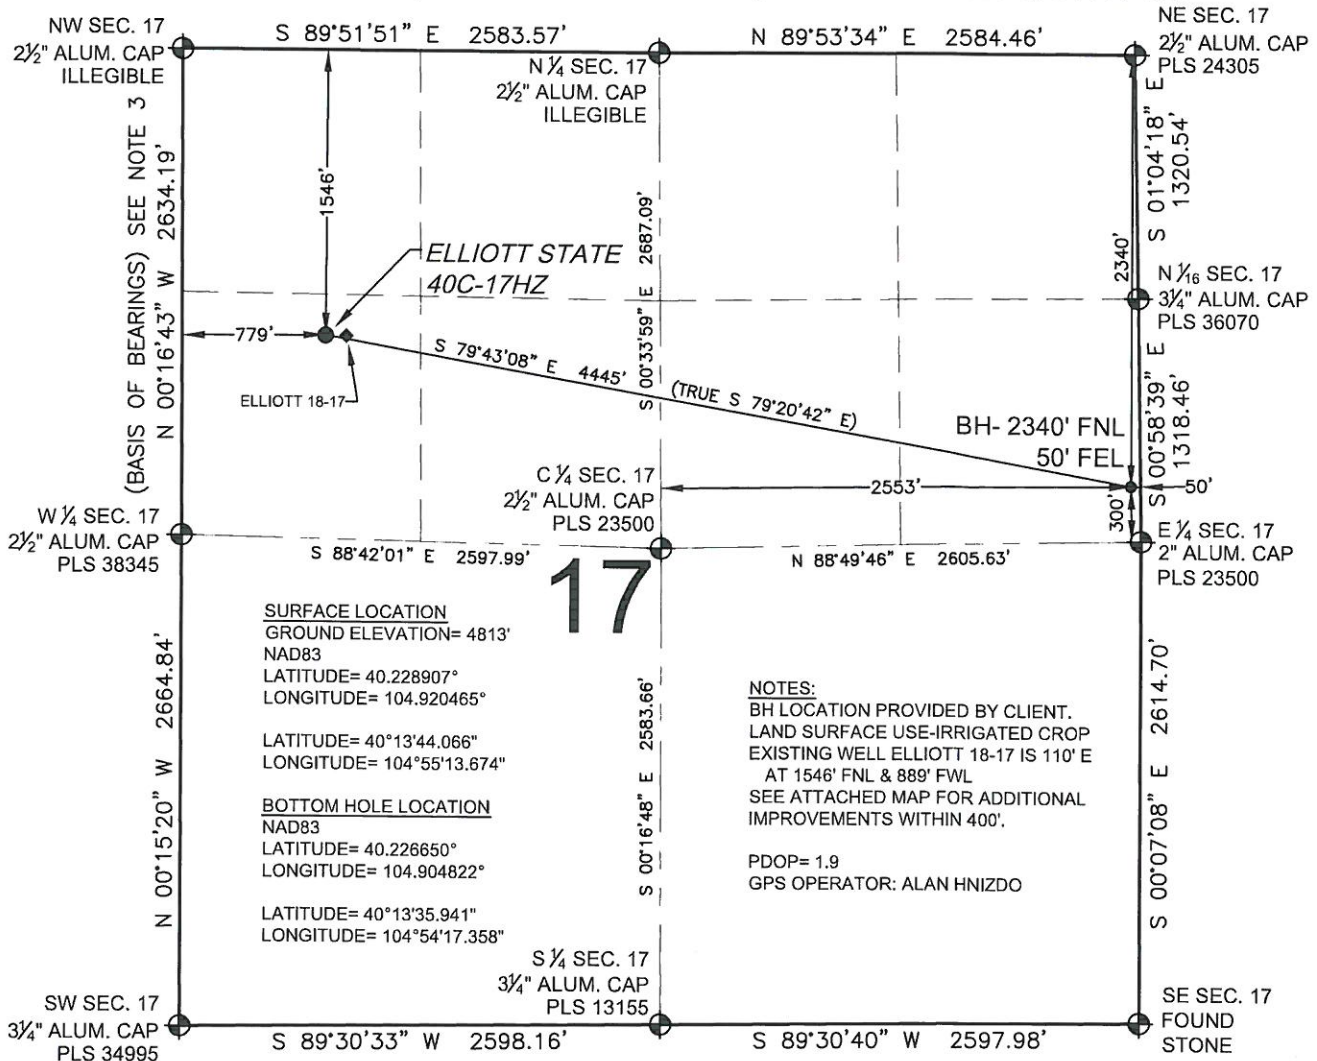 NW SEC. 17
2½" ALUM. CAP
ILLEGIBLE
S 89°51'51" E 2583.57'
N ¼ SEC. 17
2½" ALUM. CAP
ILLEGIBLE
N 89°53'34" E 2584.46'
NE SEC. 17
2½" ALUM. CAP
PLS 24305
(BASIS OF BEARINGS) SEE NOTE 3
N 00°16'43" W 2634.19'
1546'
ELLIOTT STATE
40C-17HZ
779'
ELLIOTT 18-17
S 79°43'08" E 4445'
(TRUE S 79°20'42" E)
S 00°33'59" E 2687.09'
2340'
S 01°04'18" E
1320.54'
N 1⁄16 SEC. 17
3¼" ALUM. CAP
PLS 36070
S 00°58'39" E
1318.46'
BH- 2340' FNL
50' FEL
50'
2553'
300'
C ¼ SEC. 17
2½" ALUM. CAP
PLS 23500
W ¼ SEC. 17
2½" ALUM. CAP
PLS 38345
E ¼ SEC. 17
2" ALUM. CAP
PLS 23500
S 88°42'01" E 2597.99'
N 88°49'46" E 2605.63'
17
SURFACE LOCATION
GROUND ELEVATION= 4813'
NAD83
LATITUDE= 40.228907°
LONGITUDE= 104.920465°
LATITUDE= 40°13'44.066"
LONGITUDE= 104°55'13.674"
BOTTOM HOLE LOCATION
NAD83
LATITUDE= 40.226650°
LONGITUDE= 104.904822°
LATITUDE= 40°13'35.941"
LONGITUDE= 104°54'17.358"
NOTES:
BH LOCATION PROVIDED BY CLIENT.
LAND SURFACE USE-IRRIGATED CROP
EXISTING WELL ELLIOTT 18-17 IS 110' E
AT 1546' FNL & 889' FWL
SEE ATTACHED MAP FOR ADDITIONAL
IMPROVEMENTS WITHIN 400'.
PDOP= 1.9
GPS OPERATOR: ALAN HNIZDO
N 00°15'20" W 2664.84'
S 00°16'48" E 2583.66'
S 00°07'08" E 2614.70'
SW SEC. 17
3¼" ALUM. CAP
PLS 34995
S 89°30'33" W 2598.16'
S ¼ SEC. 17
3¼" ALUM. CAP
PLS 13155
S 89°30'40" W 2597.98'
SE SEC. 17
FOUND
STONE